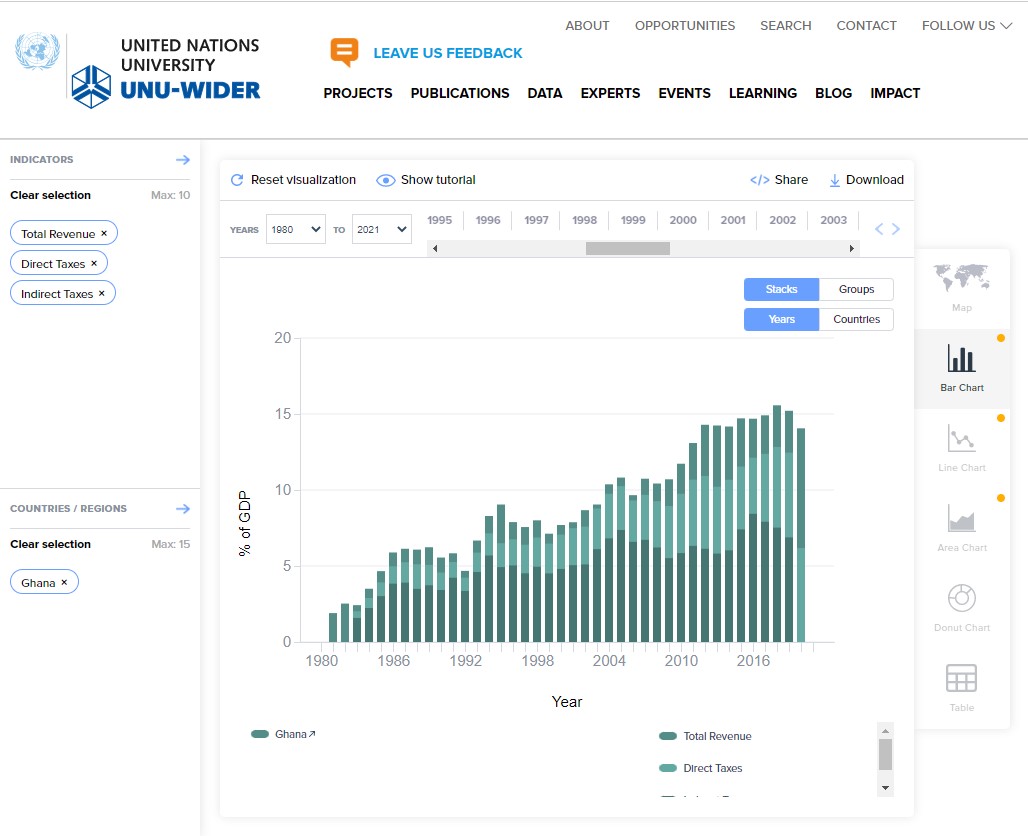 ABOUT OPPORTUNITIES SEARCH CONTACT FOLLOW US
UNITED NATIONS
UNIVERSITY
UNU-WIDER
LEAVE US FEEDBACK
PROJECTS PUBLICATIONS DATA EXPERTS EVENTS LEARNING BLOG IMPACT
INDICATORS
Clear selection Max: 10
Total Revenue ×
Direct Taxes ×
Indirect Taxes ×
COUNTRIES / REGIONS
Clear selection Max: 15
Ghana ×
Reset visualization Show tutorial </> Share Download
YEARS 1980 TO 2021 1995 1996 1997 1998 1999 2000 2001 2002 2003
Stacks Groups
Years Countries
20
15
10
5
0
% of GDP
1980 1986 1992 1998 2004 2010 2016
Year
Ghana
Total Revenue
Direct Taxes
Map
Bar Chart
Line Chart
Area Chart
Donut Chart
Table